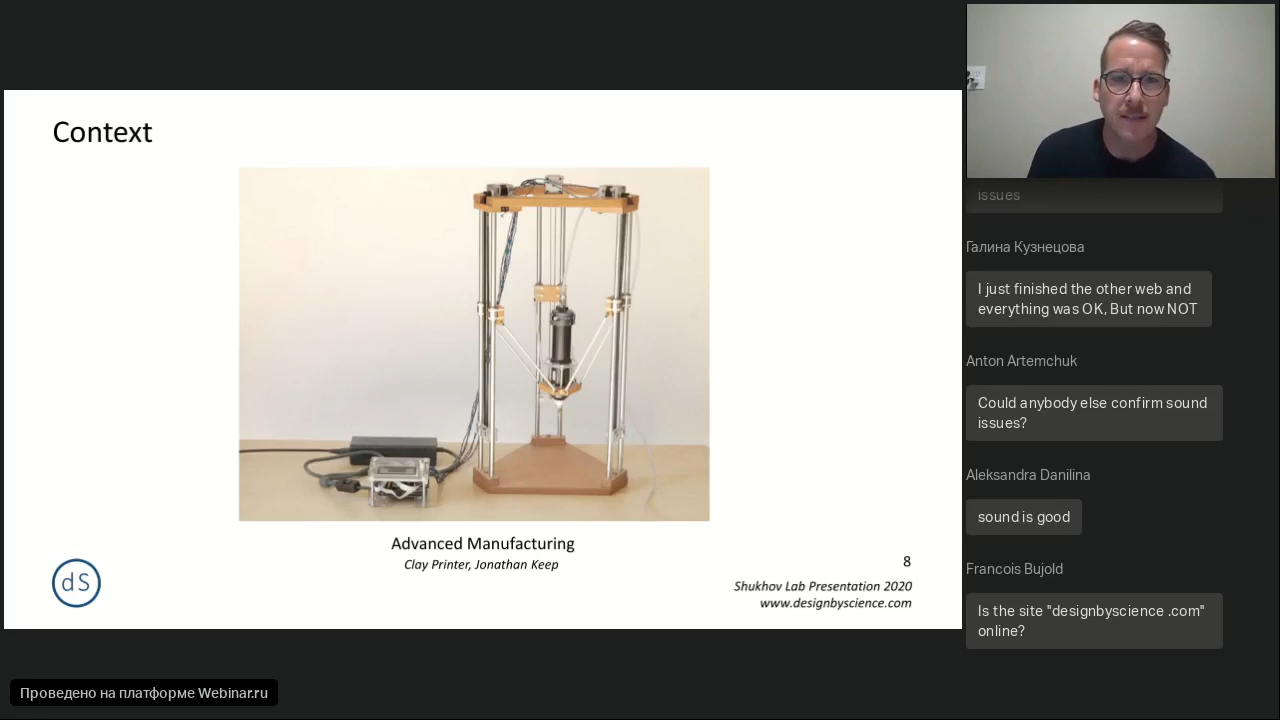 Context
Advanced Manufacturing
Clay Printer, Jonathan Keep
8
dS
Shukhov Lab Presentation 2020
www.designbyscience.com
issues
Галина Кузнецова
I just finished the other web and
everything was OK, But now NOT
Anton Artemchuk
Could anybody else confirm sound
issues?
Aleksandra Danilina
sound is good
Francois Bujold
Is the site "designbyscience .com"
online?
Проведено на платформе Webinar.ru